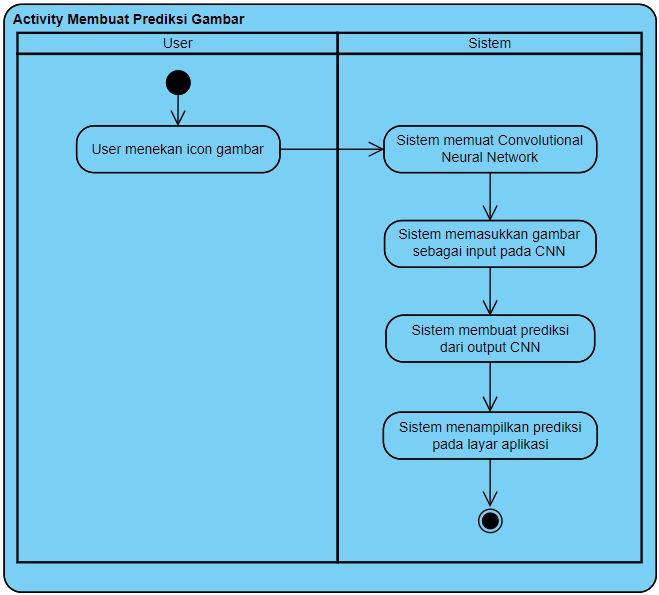 Activity Membuat Prediksi Gambar
User
Sistem
User menekan icon gambar
Sistem memuat Convolutional
Neural Network
Sistem memasukkan gambar
sebagai input pada CNN
Sistem membuat prediksi
dari output CNN
Sistem menampilkan prediksi
pada layar aplikasi